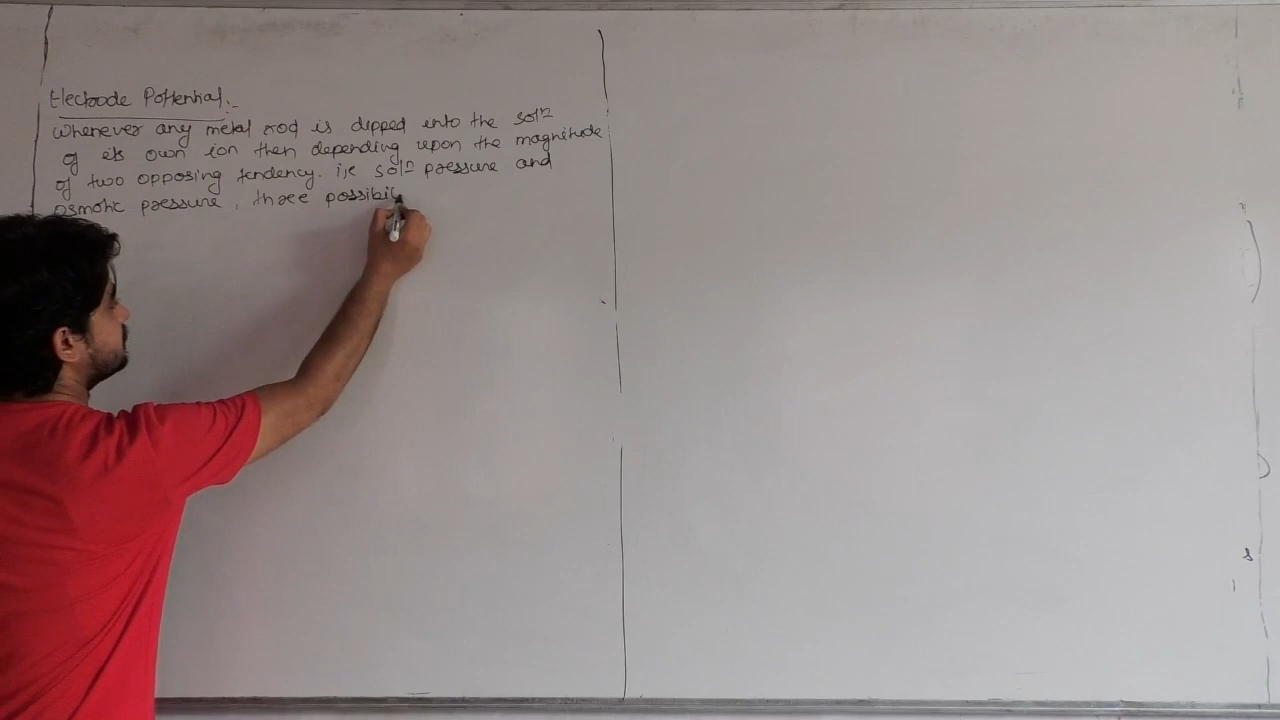 Electrode Potential:-
Whenever any metal rod is dipped into the solⁿ
of its own ion then depending upon the magnitude
of two opposing tendency. i,e solⁿ pressure and
osmotic pressure, three possibil
s